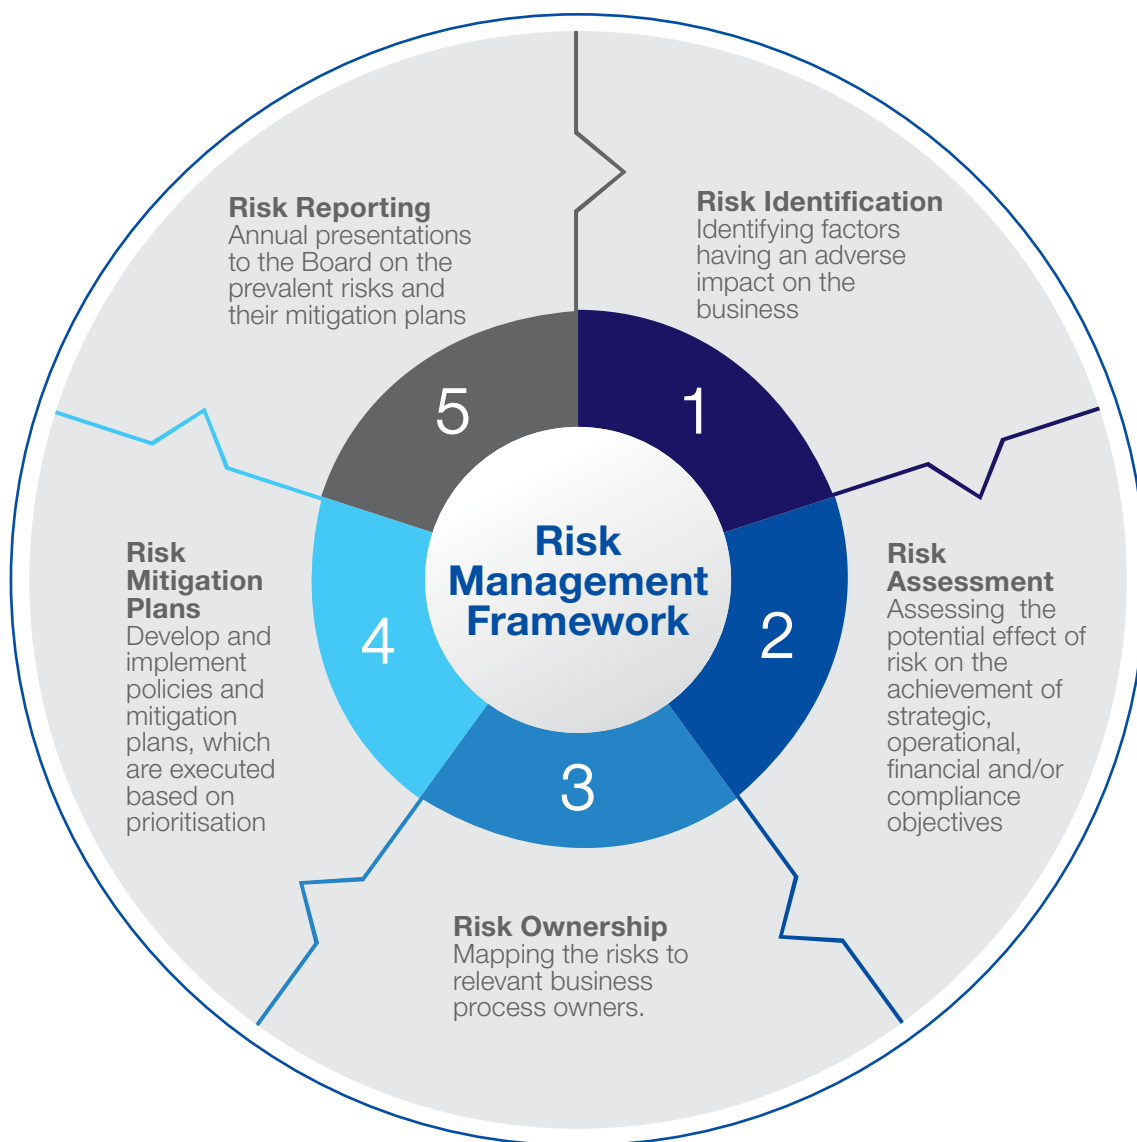 Risk
Management
Framework
1
Risk Identification
Identifying factors
having an adverse
impact on the
business
2
Risk
Assessment
Assessing  the
potential effect of
risk on the
achievement of
strategic,
operational,
financial and/or
compliance
objectives
3
Risk Ownership
Mapping the risks to
relevant business
process owners.
4
Risk
Mitigation
Plans
Develop and
implement
policies and
mitigation
plans, which
are executed
based on
prioritisation
5
Risk Reporting
Annual presentations
to the Board on the
prevalent risks and
their mitigation plans